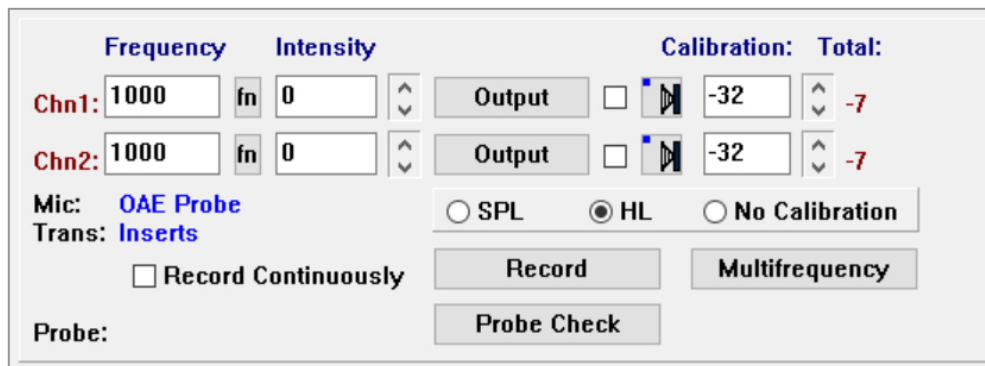 Frequency Intensity Calibration: Total:
Chn1: 1000 fn 0 Output -32 -7
Chn2: 1000 fn 0 Output -32 -7
Mic: OAE Probe SPL HL No Calibration
Trans: Inserts
Record Continuously Record Multifrequency
Probe: Probe Check